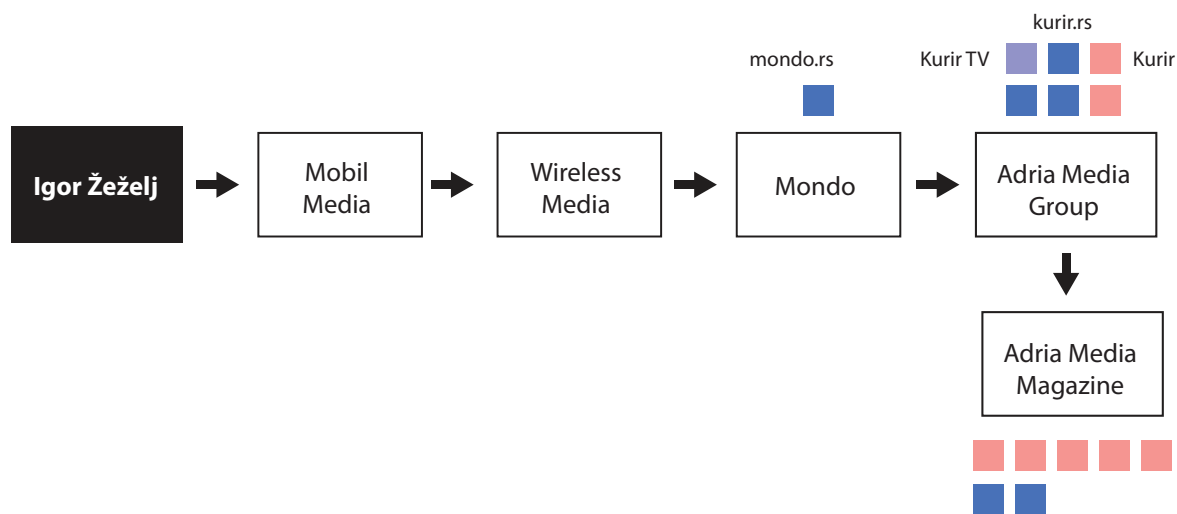 kurir.rs
mondo.rs
Kurir TV
Kurir
Igor Žeželj
Mobil
Media
Wireless
Media
Mondo
Adria Media
Group
Adria Media
Magazine